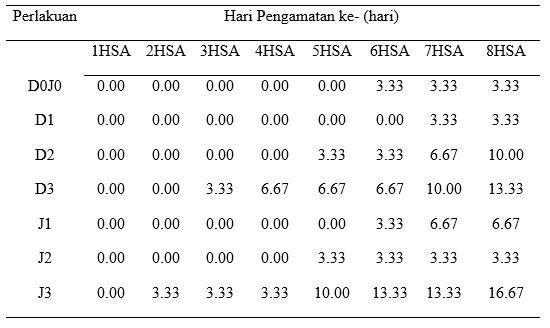 Perlakuan Hari Pengamatan ke- (hari)
1HSA 2HSA 3HSA 4HSA 5HSA 6HSA 7HSA 8HSA
D0J0 0.00 0.00 0.00 0.00 0.00 3.33 3.33 3.33
D1 0.00 0.00 0.00 0.00 0.00 0.00 3.33 3.33
D2 0.00 0.00 0.00 0.00 3.33 3.33 6.67 10.00
D3 0.00 0.00 3.33 6.67 6.67 6.67 10.00 13.33
J1 0.00 0.00 0.00 0.00 0.00 3.33 6.67 6.67
J2 0.00 0.00 0.00 0.00 3.33 3.33 3.33 3.33
J3 0.00 3.33 3.33 3.33 10.00 13.33 13.33 16.67